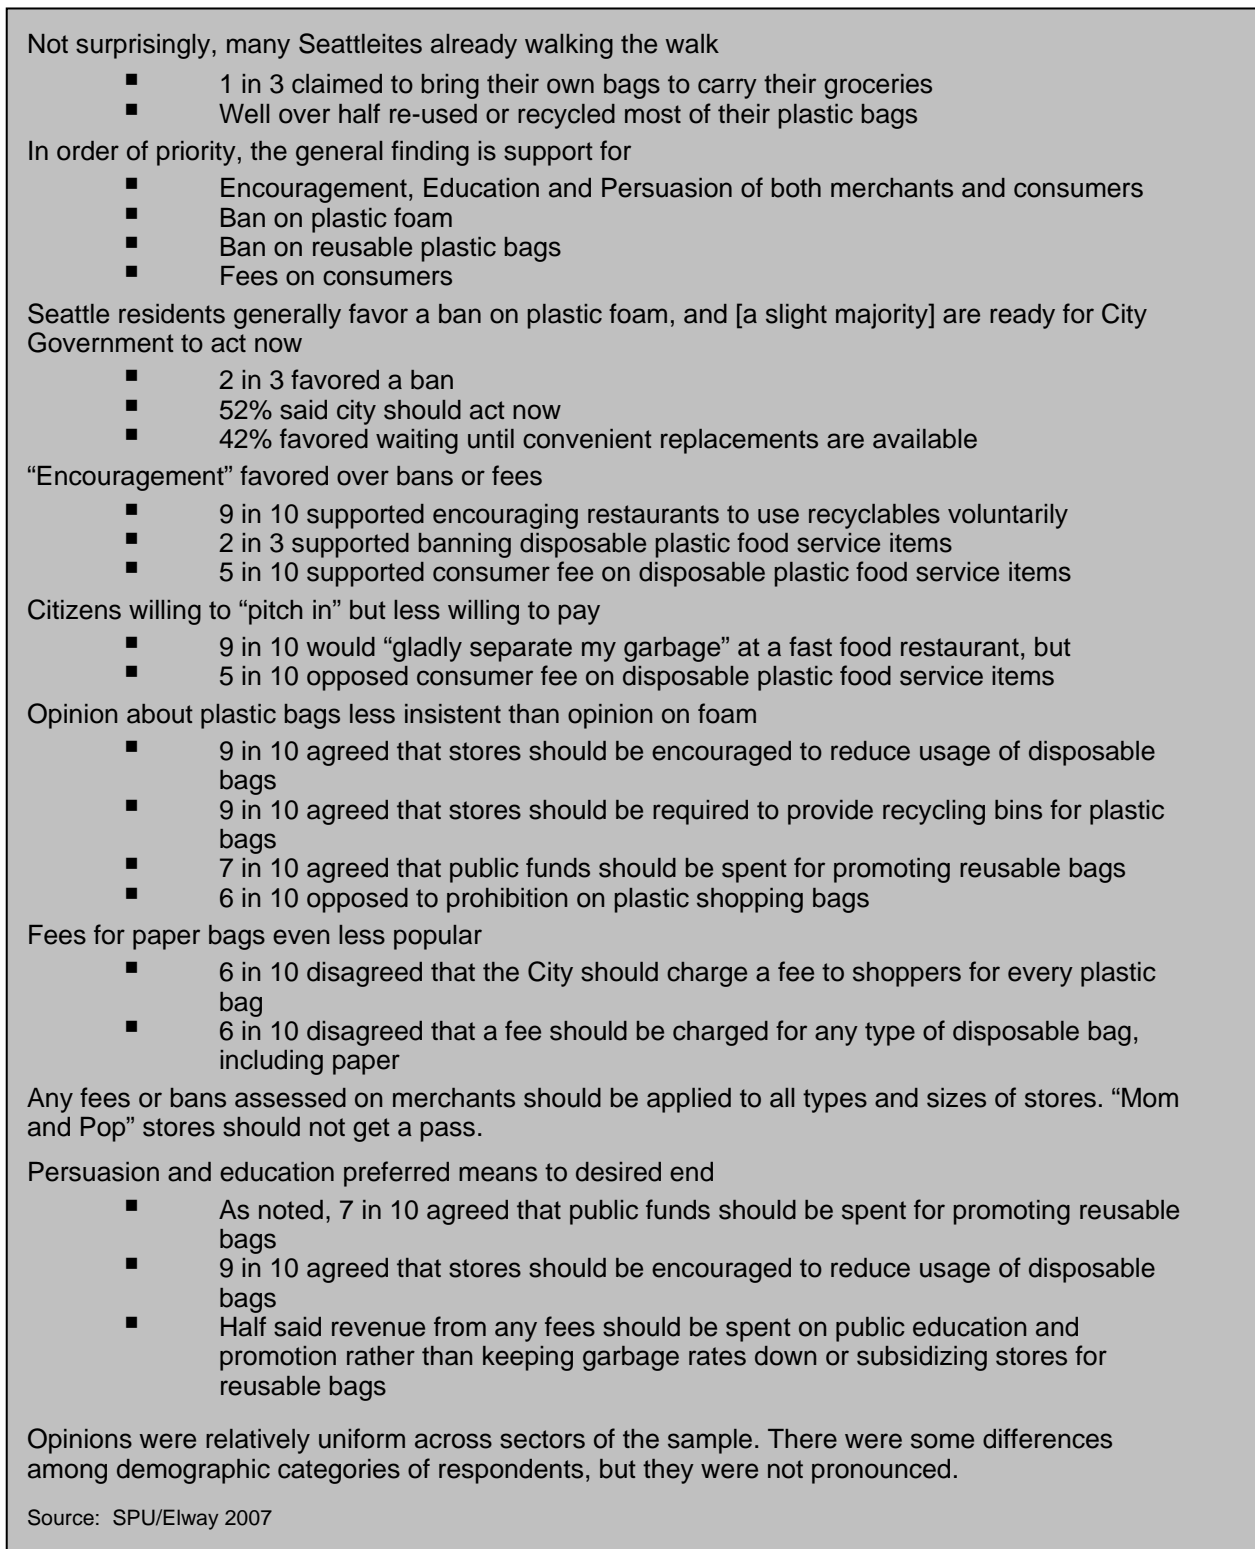 Not surprisingly, many Seattleites already walking the walk
▪ 1 in 3 claimed to bring their own bags to carry their groceries
▪ Well over half re-used or recycled most of their plastic bags
In order of priority, the general finding is support for
▪ Encouragement, Education and Persuasion of both merchants and consumers
▪ Ban on plastic foam
▪ Ban on reusable plastic bags
▪ Fees on consumers
Seattle residents generally favor a ban on plastic foam, and [a slight majority] are ready for City
Government to act now
▪ 2 in 3 favored a ban
▪ 52% said city should act now
▪ 42% favored waiting until convenient replacements are available
“Encouragement” favored over bans or fees
▪ 9 in 10 supported encouraging restaurants to use recyclables voluntarily
▪ 2 in 3 supported banning disposable plastic food service items
▪ 5 in 10 supported consumer fee on disposable plastic food service items
Citizens willing to “pitch in” but less willing to pay
▪ 9 in 10 would “gladly separate my garbage” at a fast food restaurant, but
▪ 5 in 10 opposed consumer fee on disposable plastic food service items
Opinion about plastic bags less insistent than opinion on foam
▪ 9 in 10 agreed that stores should be encouraged to reduce usage of disposable
bags
▪ 9 in 10 agreed that stores should be required to provide recycling bins for plastic
bags
▪ 7 in 10 agreed that public funds should be spent for promoting reusable bags
▪ 6 in 10 opposed to prohibition on plastic shopping bags
Fees for paper bags even less popular
▪ 6 in 10 disagreed that the City should charge a fee to shoppers for every plastic
bag
▪ 6 in 10 disagreed that a fee should be charged for any type of disposable bag,
including paper
Any fees or bans assessed on merchants should be applied to all types and sizes of stores. “Mom
and Pop” stores should not get a pass.
Persuasion and education preferred means to desired end
▪ As noted, 7 in 10 agreed that public funds should be spent for promoting reusable
bags
▪ 9 in 10 agreed that stores should be encouraged to reduce usage of disposable
bags
▪ Half said revenue from any fees should be spent on public education and
promotion rather than keeping garbage rates down or subsidizing stores for
reusable bags
Opinions were relatively uniform across sectors of the sample. There were some differences
among demographic categories of respondents, but they were not pronounced.
Source: SPU/Elway 2007